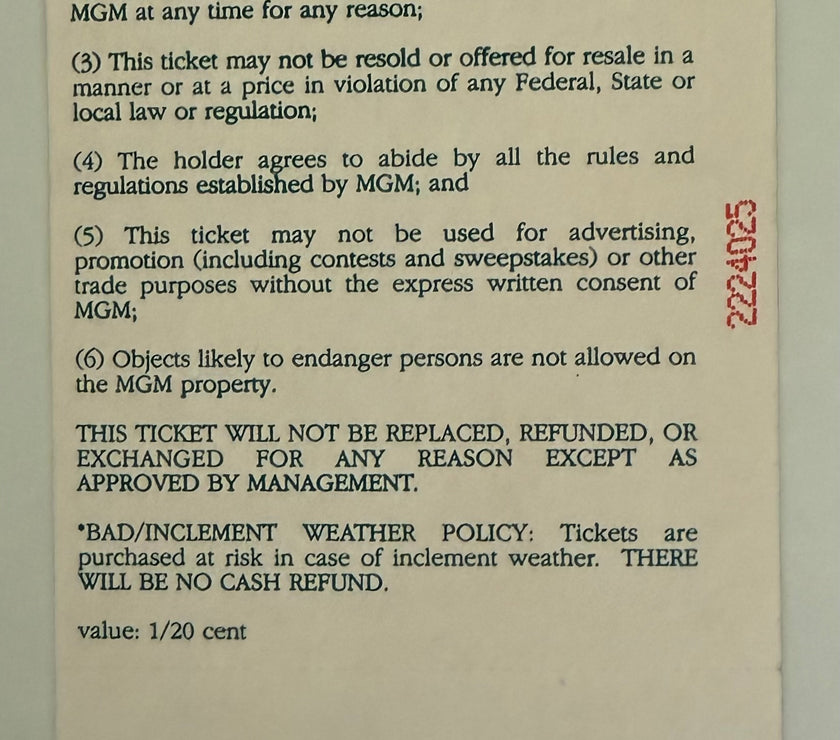 MGM at any time for any reason;
(3) This ticket may not be resold or offered for resale in a
manner or at a price in violation of any Federal, State or
local law or regulation;
(4) The holder agrees to abide by all the rules and
regulations established by MGM; and
(5) This ticket may not be used for advertising,
promotion (including contests and sweepstakes) or other
trade purposes without the express written consent of
MGM;
(6) Objects likely to endanger persons are not allowed on
the MGM property.
THIS TICKET WILL NOT BE REPLACED, REFUNDED, OR
EXCHANGED FOR ANY REASON EXCEPT AS
APPROVED BY MANAGEMENT.
*BAD/INCLEMENT WEATHER POLICY: Tickets are
purchased at risk in case of inclement weather. THERE
WILL BE NO CASH REFUND.
value: 1/20 cent
2224025